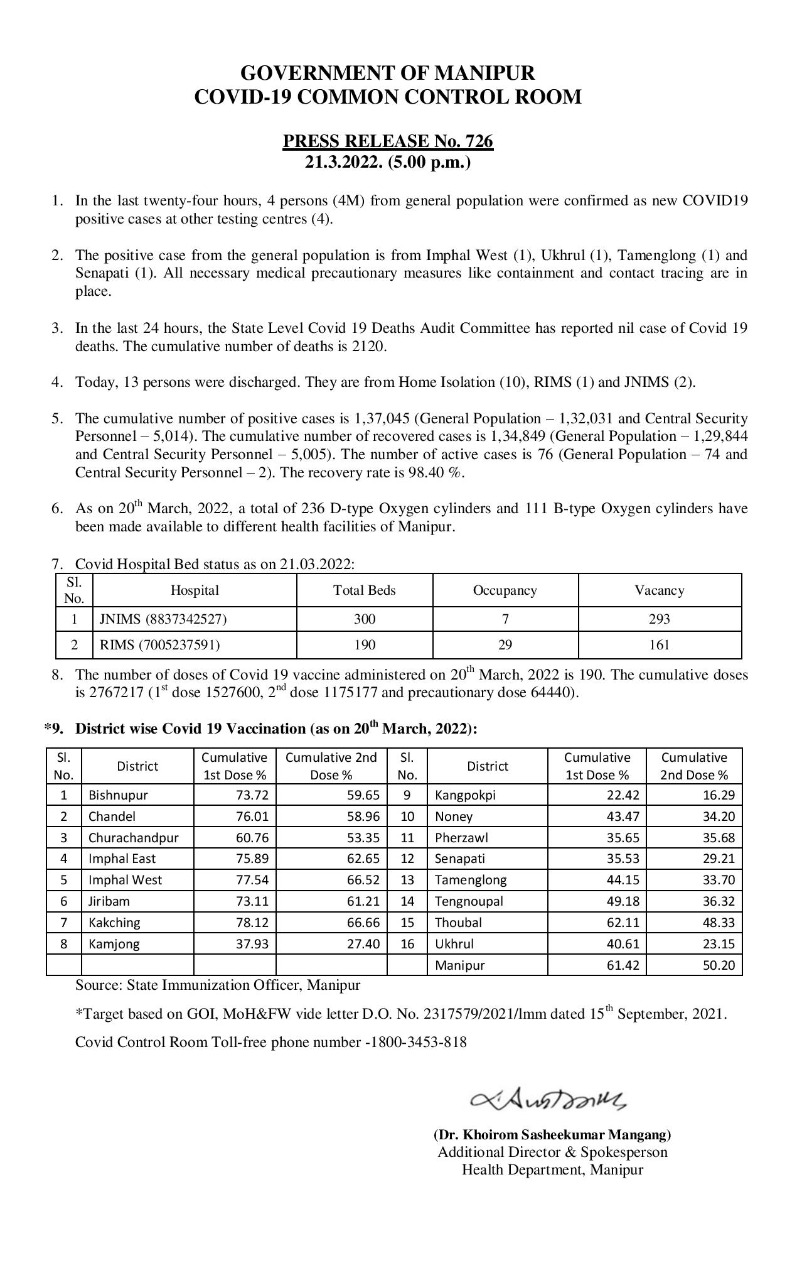 GOVERNMENT OF MANIPUR
COVID-19 COMMON CONTROL ROOM
PRESS RELEASE No. 726
21.3.2022. (5.00 p.m.)
1. In the last twenty-four hours, 4 persons (4M) from general population were confirmed as new COVID19
positive cases at other testing centres (4).
2. The positive case from the general population is from Imphal West (1), Ukhrul (1), Tamenglong (1) and
Senapati (1). All necessary medical precautionary measures like containment and contact tracing are in
place.
3. In the last 24 hours, the State Level Covid 19 Deaths Audit Committee has reported nil case of Covid 19
deaths. The cumulative number of deaths is 2120.
4. Today, 13 persons were discharged. They are from Home Isolation (10), RIMS (1) and JNIMS (2).
5. The cumulative number of positive cases is 1,37,045 (General Population – 1,32,031 and Central Security
Personnel – 5,014). The cumulative number of recovered cases is 1,34,849 (General Population – 1,29,844
and Central Security Personnel – 5,005). The number of active cases is 76 (General Population – 74 and
Central Security Personnel – 2). The recovery rate is 98.40 %.
6. As on 20th March, 2022, a total of 236 D-type Oxygen cylinders and 111 B-type Oxygen cylinders have
been made available to different health facilities of Manipur.
7. Covid Hospital Bed status as on 21.03.2022:
Sl. No. Hospital Total Beds Occupancy Vacancy
1 JNIMS (8837342527) 300 7 293
2 RIMS (7005237591) 190 29 161
8. The number of doses of Covid 19 vaccine administered on 20th March, 2022 is 190. The cumulative doses
is 2767217 (1st dose 1527600, 2nd dose 1175177 and precautionary dose 64440).
*9. District wise Covid 19 Vaccination (as on 20th March, 2022):
Sl. No. District Cumulative 1st Dose % Cumulative 2nd Dose % Sl. No. District Cumulative 1st Dose % Cumulative 2nd Dose %
1 Bishnupur 73.72 59.65 9 Kangpokpi 22.42 16.29
2 Chandel 76.01 58.96 10 Noney 43.47 34.20
3 Churachandpur 60.76 53.35 11 Pherzawl 35.65 35.68
4 Imphal East 75.89 62.65 12 Senapati 35.53 29.21
5 Imphal West 77.54 66.52 13 Tamenglong 44.15 33.70
6 Jiribam 73.11 61.21 14 Tengnoupal 49.18 36.32
7 Kakching 78.12 66.66 15 Thoubal 62.11 48.33
8 Kamjong 37.93 27.40 16 Ukhrul 40.61 23.15
Manipur 61.42 50.20
Source: State Immunization Officer, Manipur
*Target based on GOI, MoH&FW vide letter D.O. No. 2317579/2021/Imm dated 15th September, 2021.
Covid Control Room Toll-free phone number -1800-3453-818
(Dr. Khoirom Sasheekumar Mangang)
Additional Director & Spokesperson
Health Department, Manipur